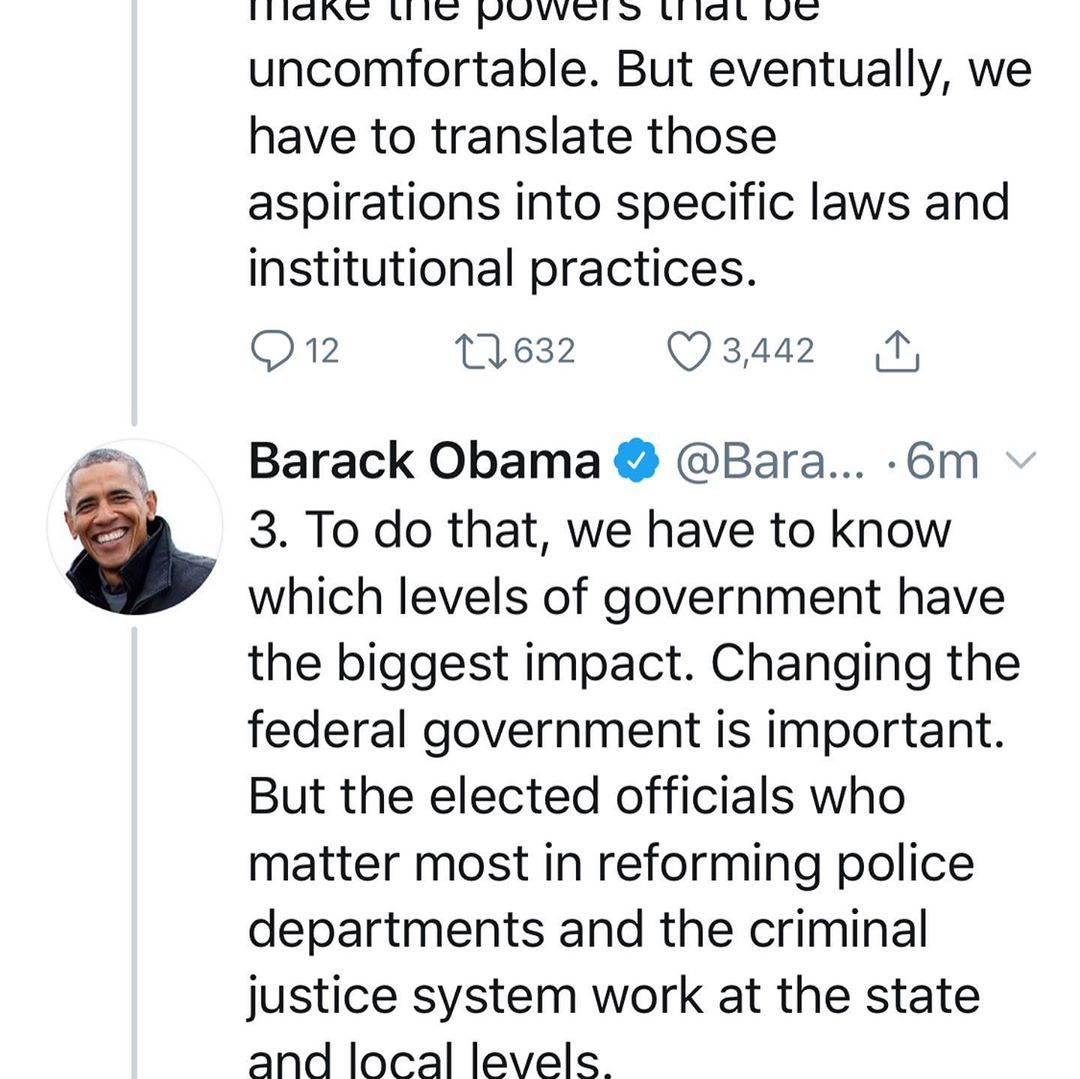 make the powers that be
uncomfortable. But eventually, we
have to translate those
aspirations into specific laws and
institutional practices.
12 632 3,442
Barack Obama @Bara... · 6m
3. To do that, we have to know
which levels of government have
the biggest impact. Changing the
federal government is important.
But the elected officials who
matter most in reforming police
departments and the criminal
justice system work at the state
and local levels.